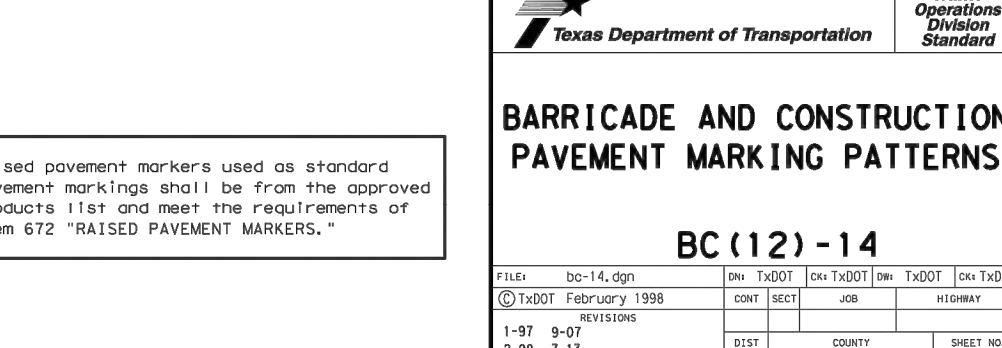 sed pavement markers used as standard
ement markings shall be from the approved
oducts list and meet the requirements of
em 672 "RAISED PAVEMENT MARKERS."
Texas Department of Transportation
Operations
Division
Standard
BARRICADE AND CONSTRUCTION
PAVEMENT MARKING PATTERNS
BC(12)-14
FILE: bc-14.dgn DN: TxDOT CK: TxDOT DW: TxDOT CK: TxD
© TxDOT February 1998 CONT SECT JOB HIGHWAY
REVISIONS
1-97 9-07
DIST COUNTY SHEET NO.